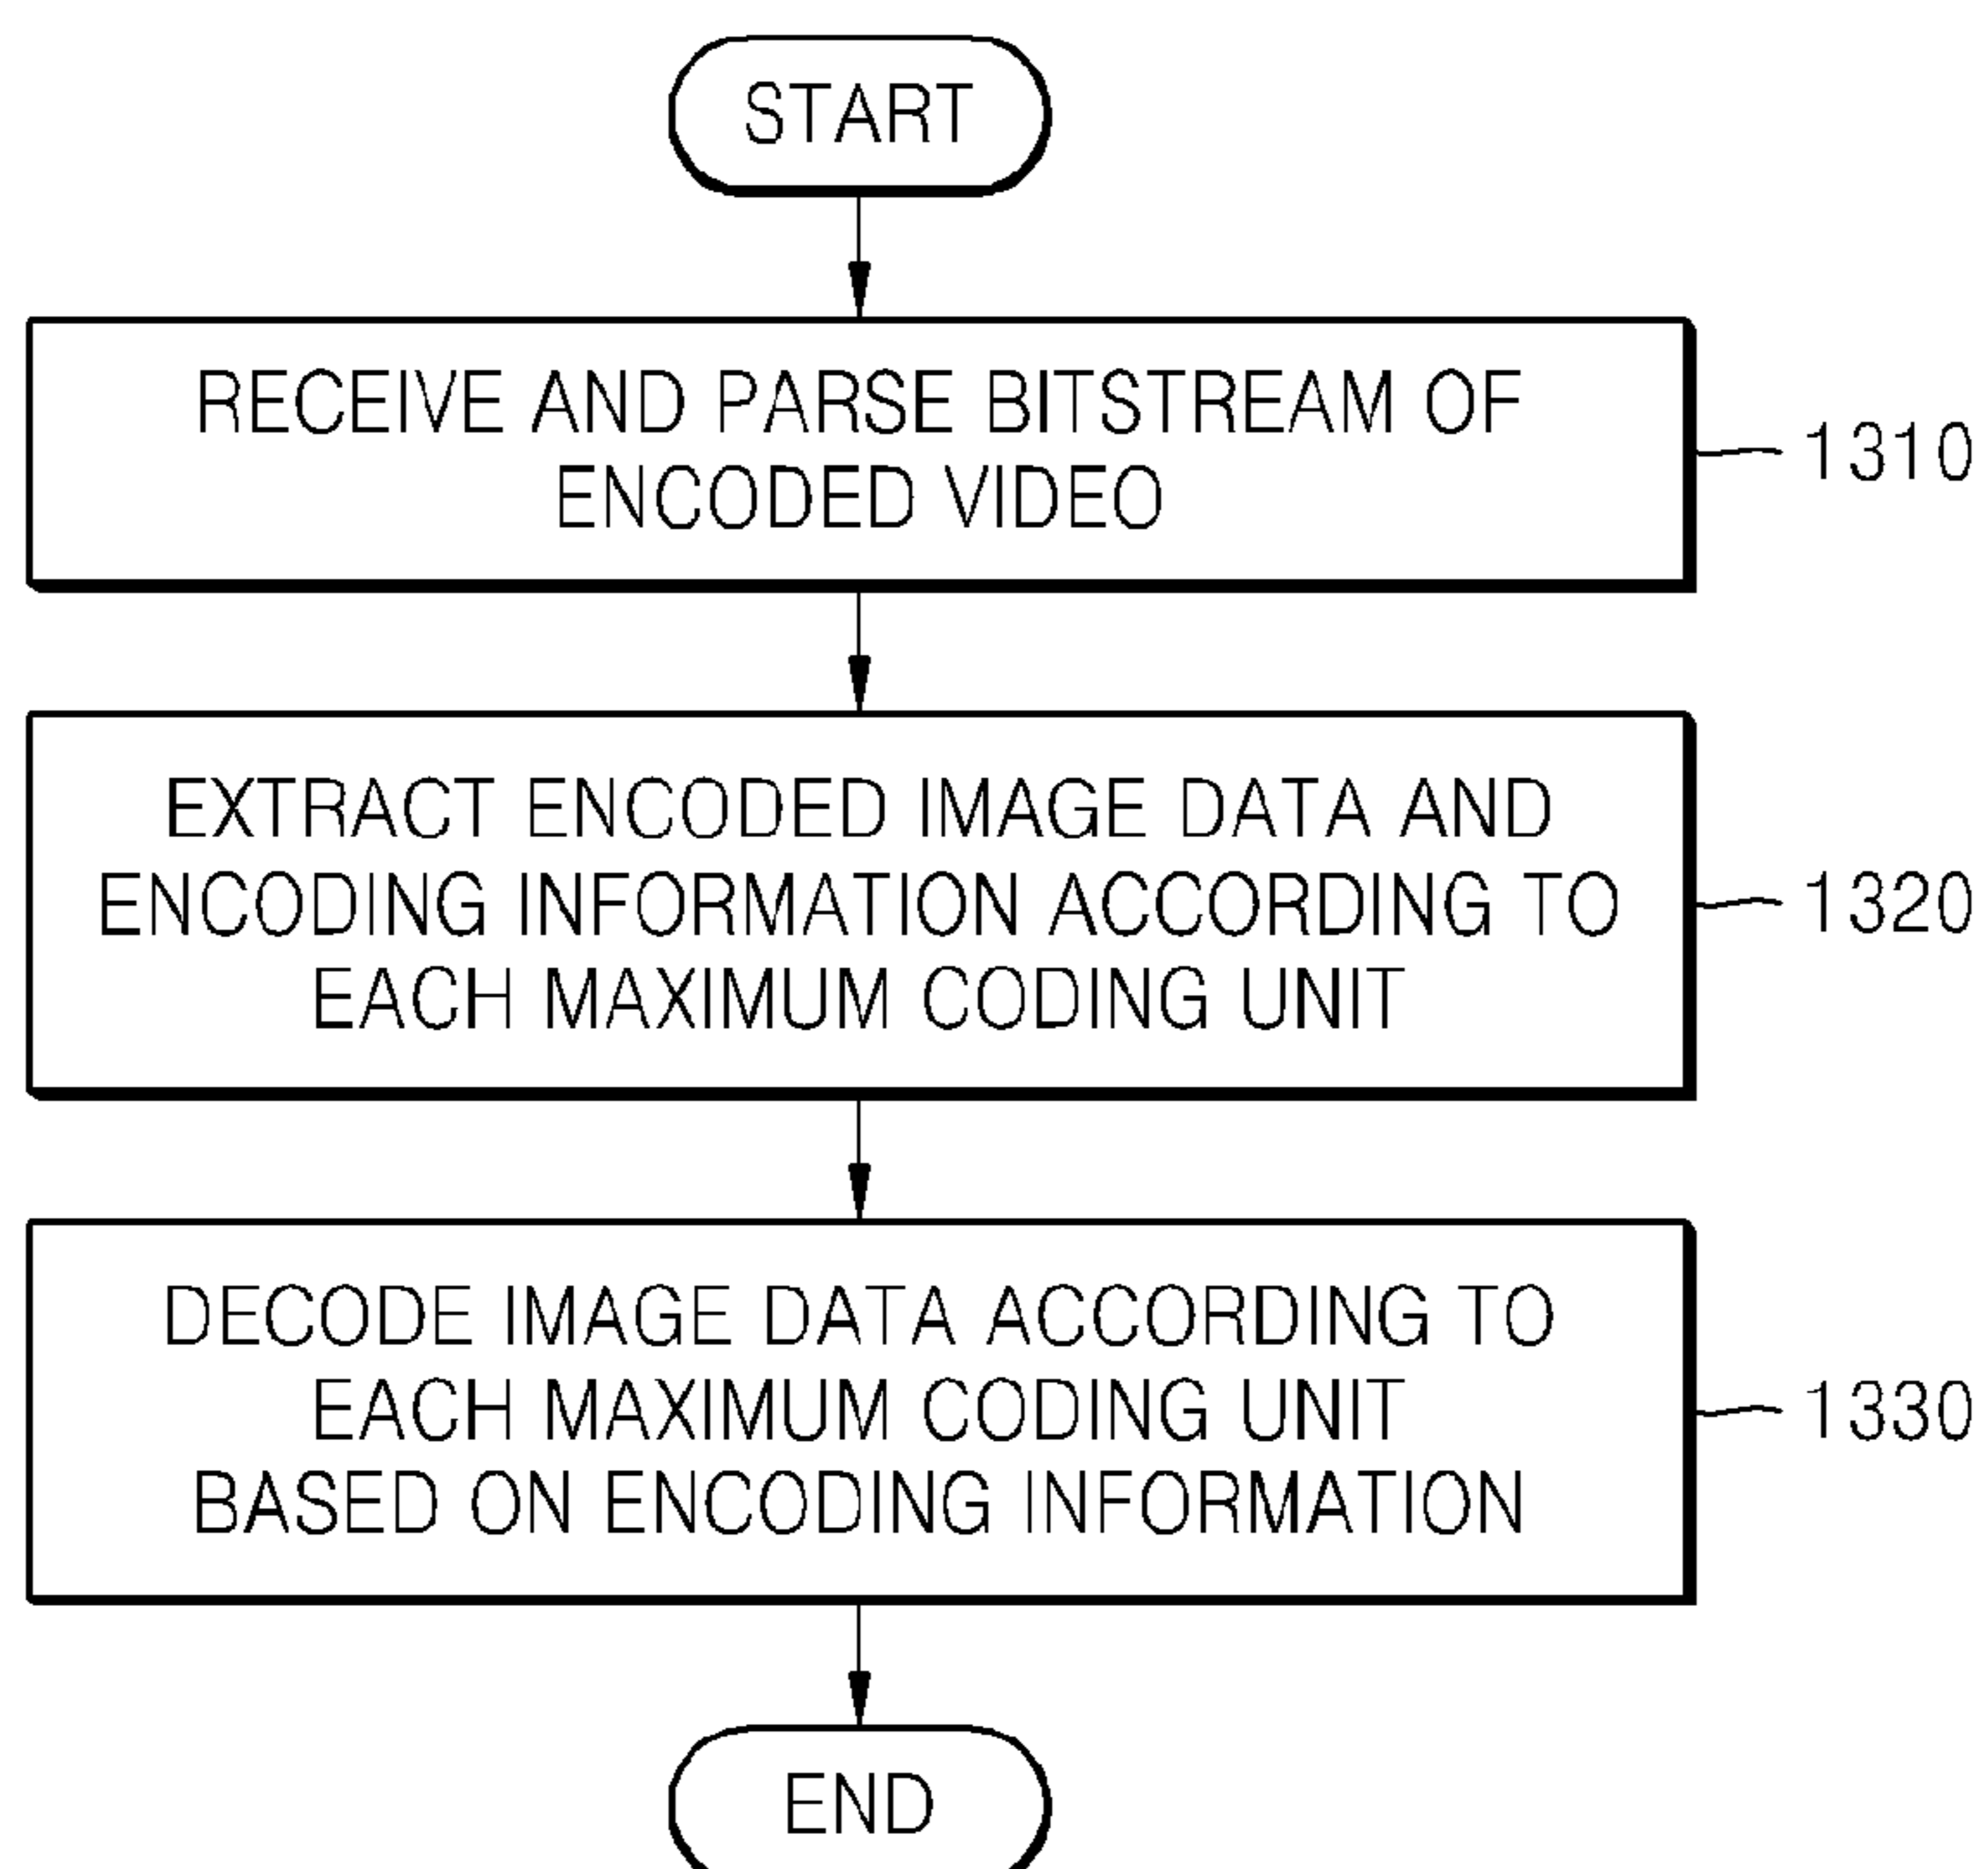 START
RECEIVE AND PARSE BITSTREAM OF
ENCODED VIDEO
1310
EXTRACT ENCODED IMAGE DATA AND
ENCODING INFORMATION ACCORDING TO
EACH MAXIMUM CODING UNIT
1320
DECODE IMAGE DATA ACCORDING TO
EACH MAXIMUM CODING UNIT
BASED ON ENCODING INFORMATION
1330
END